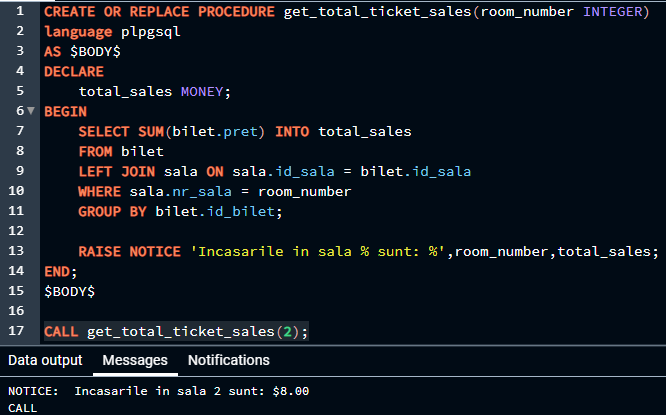 1 CREATE OR REPLACE PROCEDURE get_total_ticket_sales(room_number INTEGER)
2 language plpgsql
3 AS $BODY$
4 DECLARE
5     total_sales MONEY;
6 BEGIN
7     SELECT SUM(bilet.pret) INTO total_sales
8     FROM bilet
9     LEFT JOIN sala ON sala.id_sala = bilet.id_sala
10     WHERE sala.nr_sala = room_number
11     GROUP BY bilet.id_bilet;
12
13     RAISE NOTICE 'Incasarile in sala % sunt: %',room_number,total_sales;
14 END;
15 $BODY$
16
17 CALL get_total_ticket_sales(2);
Data output Messages Notifications
NOTICE:  Incasarile in sala 2 sunt: $8.00
CALL